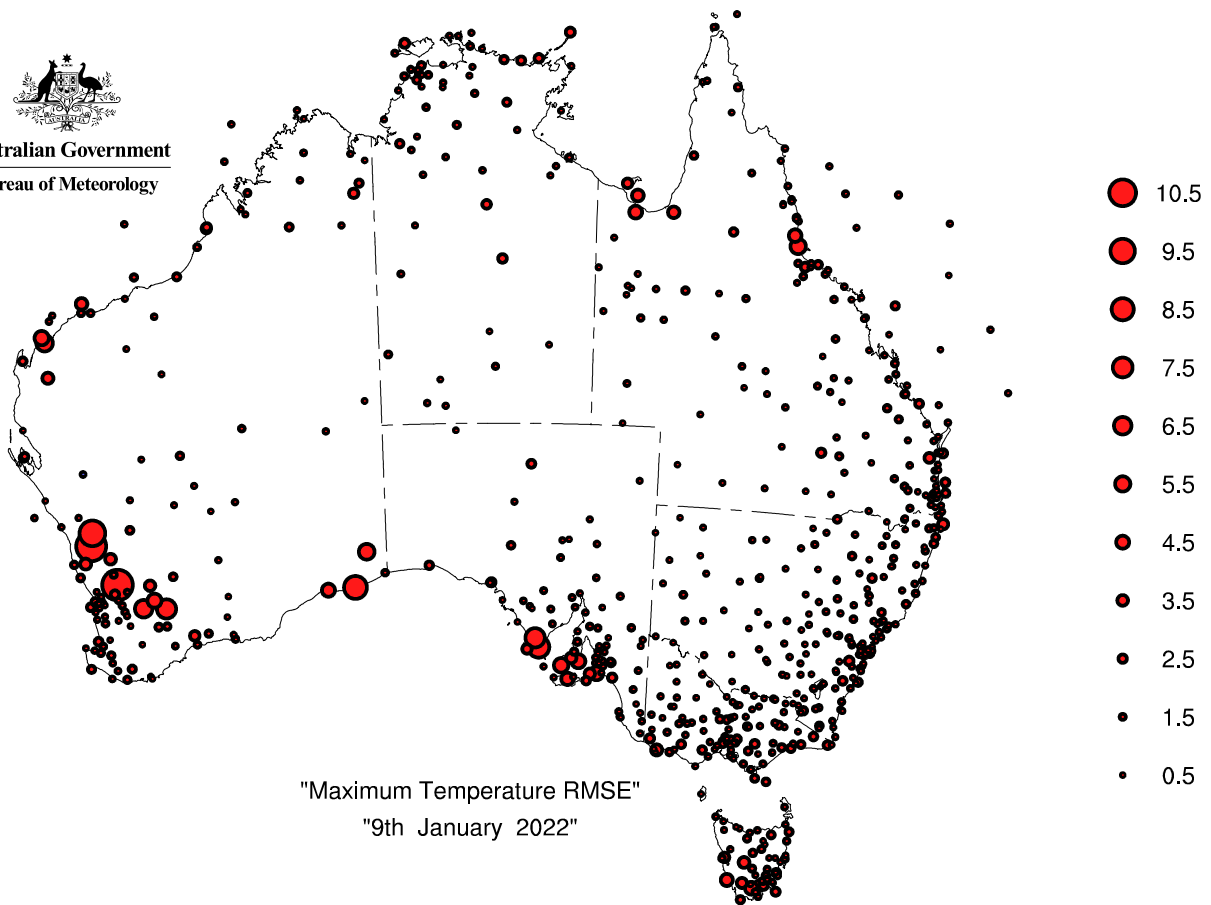 AUSTRALIA
tralian Government
reau of Meteorology
10.5
9.5
8.5
7.5
6.5
5.5
4.5
3.5
2.5
1.5
0.5
"Maximum Temperature RMSE"
"9th January 2022"